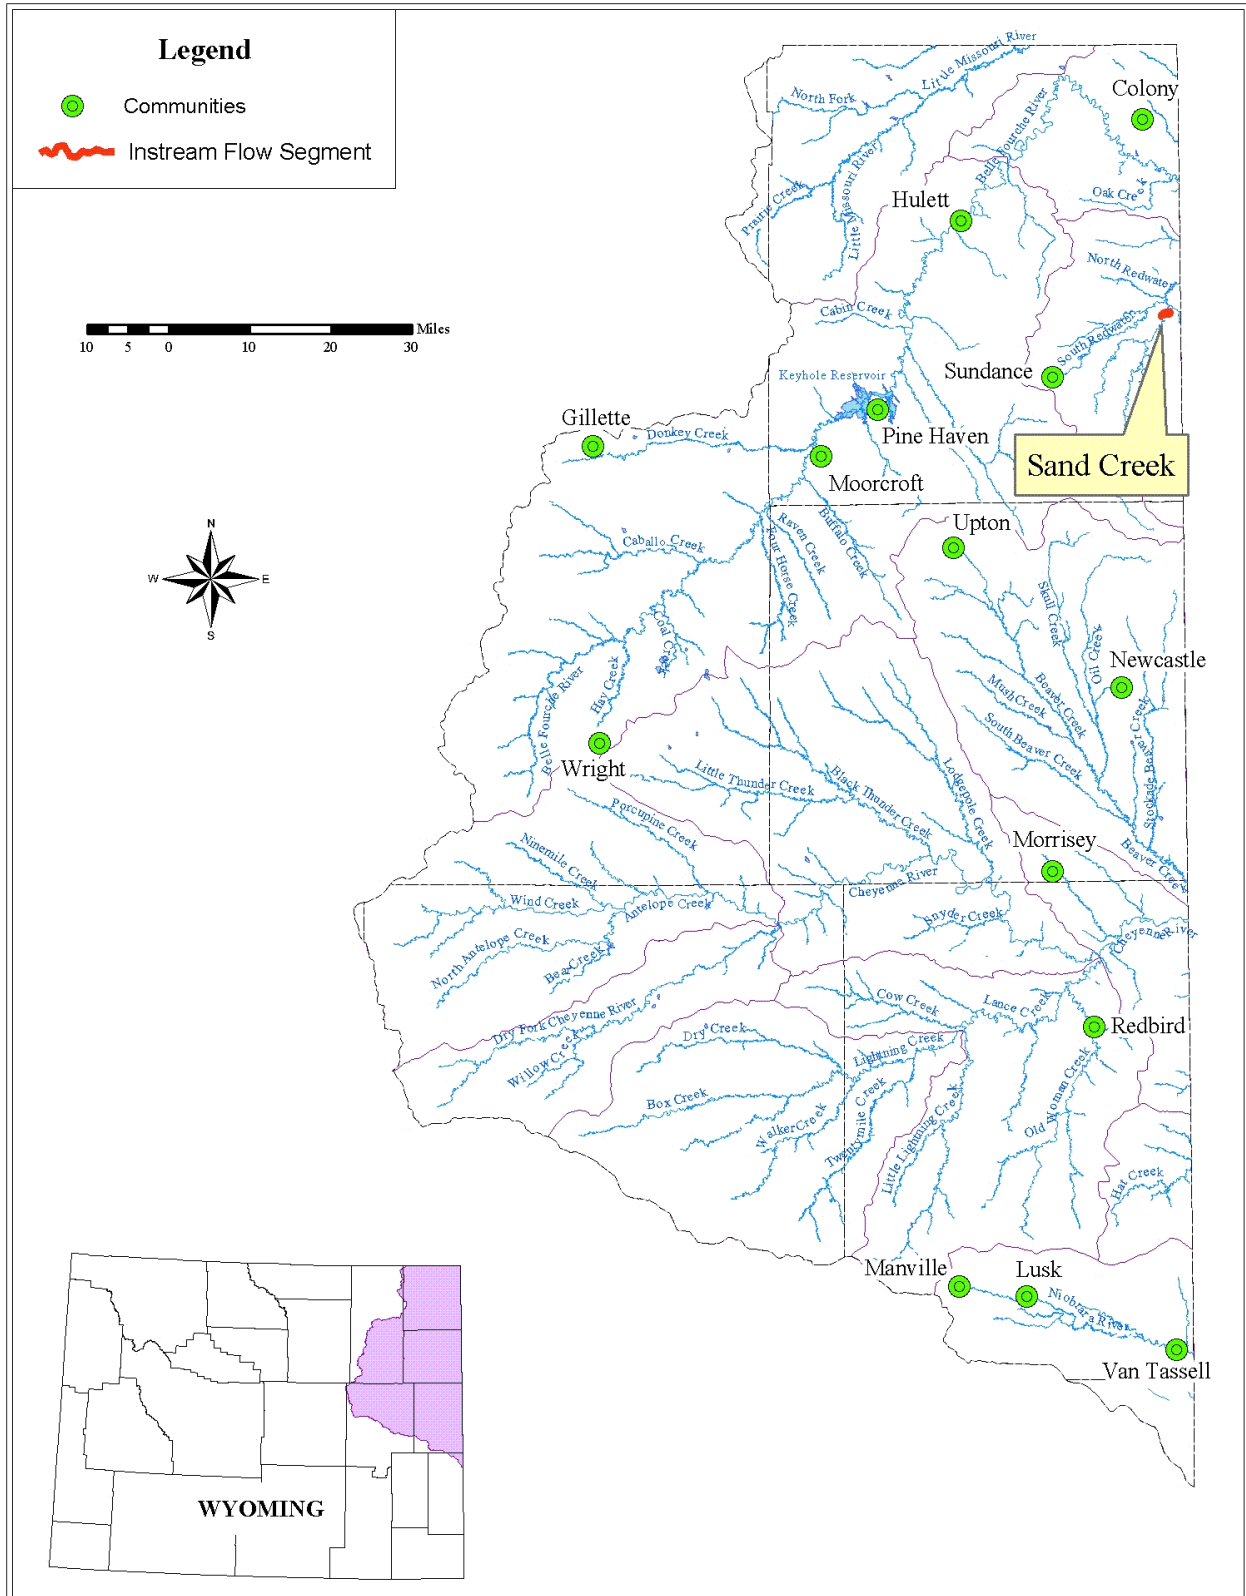 Legend
Communities
Instream Flow Segment
Little Missouri River
North Fork
Colony
Belle Fourche River
Little Missouri River
Prairie Creek
Oak Creek
Hulett
North Redwater
Cabin Creek
South Redwater
Miles
10 5 0 10 20 30
Sundance
Keyhole Reservoir
Gillette
Donkey Creek
Pine Haven
Sand Creek
Moorcroft
Upton
Raven Creek
Buffalo Creek
Four Horse Creek
Caballo Creek
N
W E
S
Skull Creek
Oil Creek
Coal Creek
Newcastle
Hay Creek
Belle Fourche River
Mush Creek
Beaver Creek
South Beaver Creek
Stockade Beaver Creek
Wright
Little Thunder Creek
Black Thunder Creek
Lodgepole Creek
Porcupine Creek
Morrisey
Ninemile Creek
Beaver Creek
Cheyenne River
Wind Creek
Antelope Creek
Snyder Creek
Cheyenne River
North Antelope Creek
Bear Creek
Cow Creek
Lance Creek
Dry Fork Cheyenne River
Redbird
Dry Creek
Willow Creek
Lightning Creek
Box Creek
Walker Creek
Twentymile Creek
Little Lightning Creek
Old Woman Creek
Hat Creek
Manville
Lusk
Niobrara River
Van Tassell
WYOMING